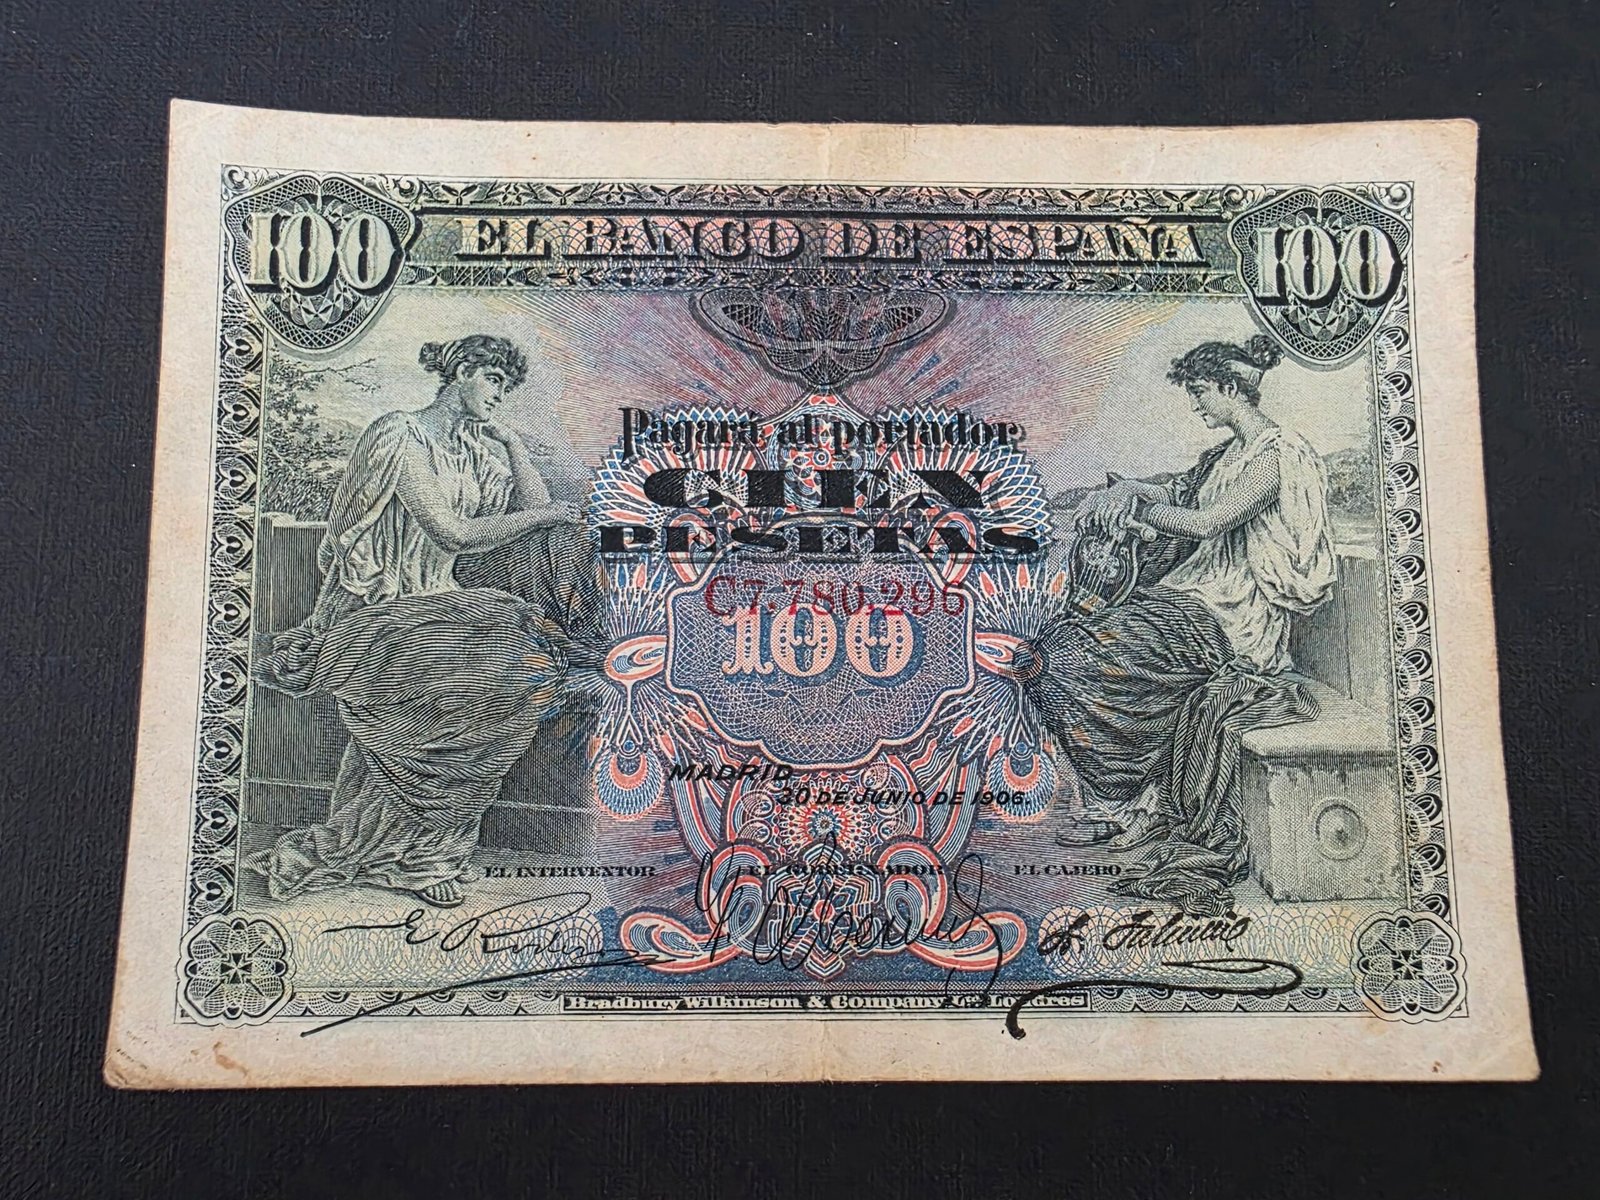 100 EL BANCO DE ESPAÑA 100
Pagará al portador
CIEN
PESETAS
C7,780,296
100
MADRID
30 DE JUNIO DE 1906.
EL INTERVENTOR EL GOBERNADOR EL CAJERO
Bradbury Wilkinson & Company Ld. Londres